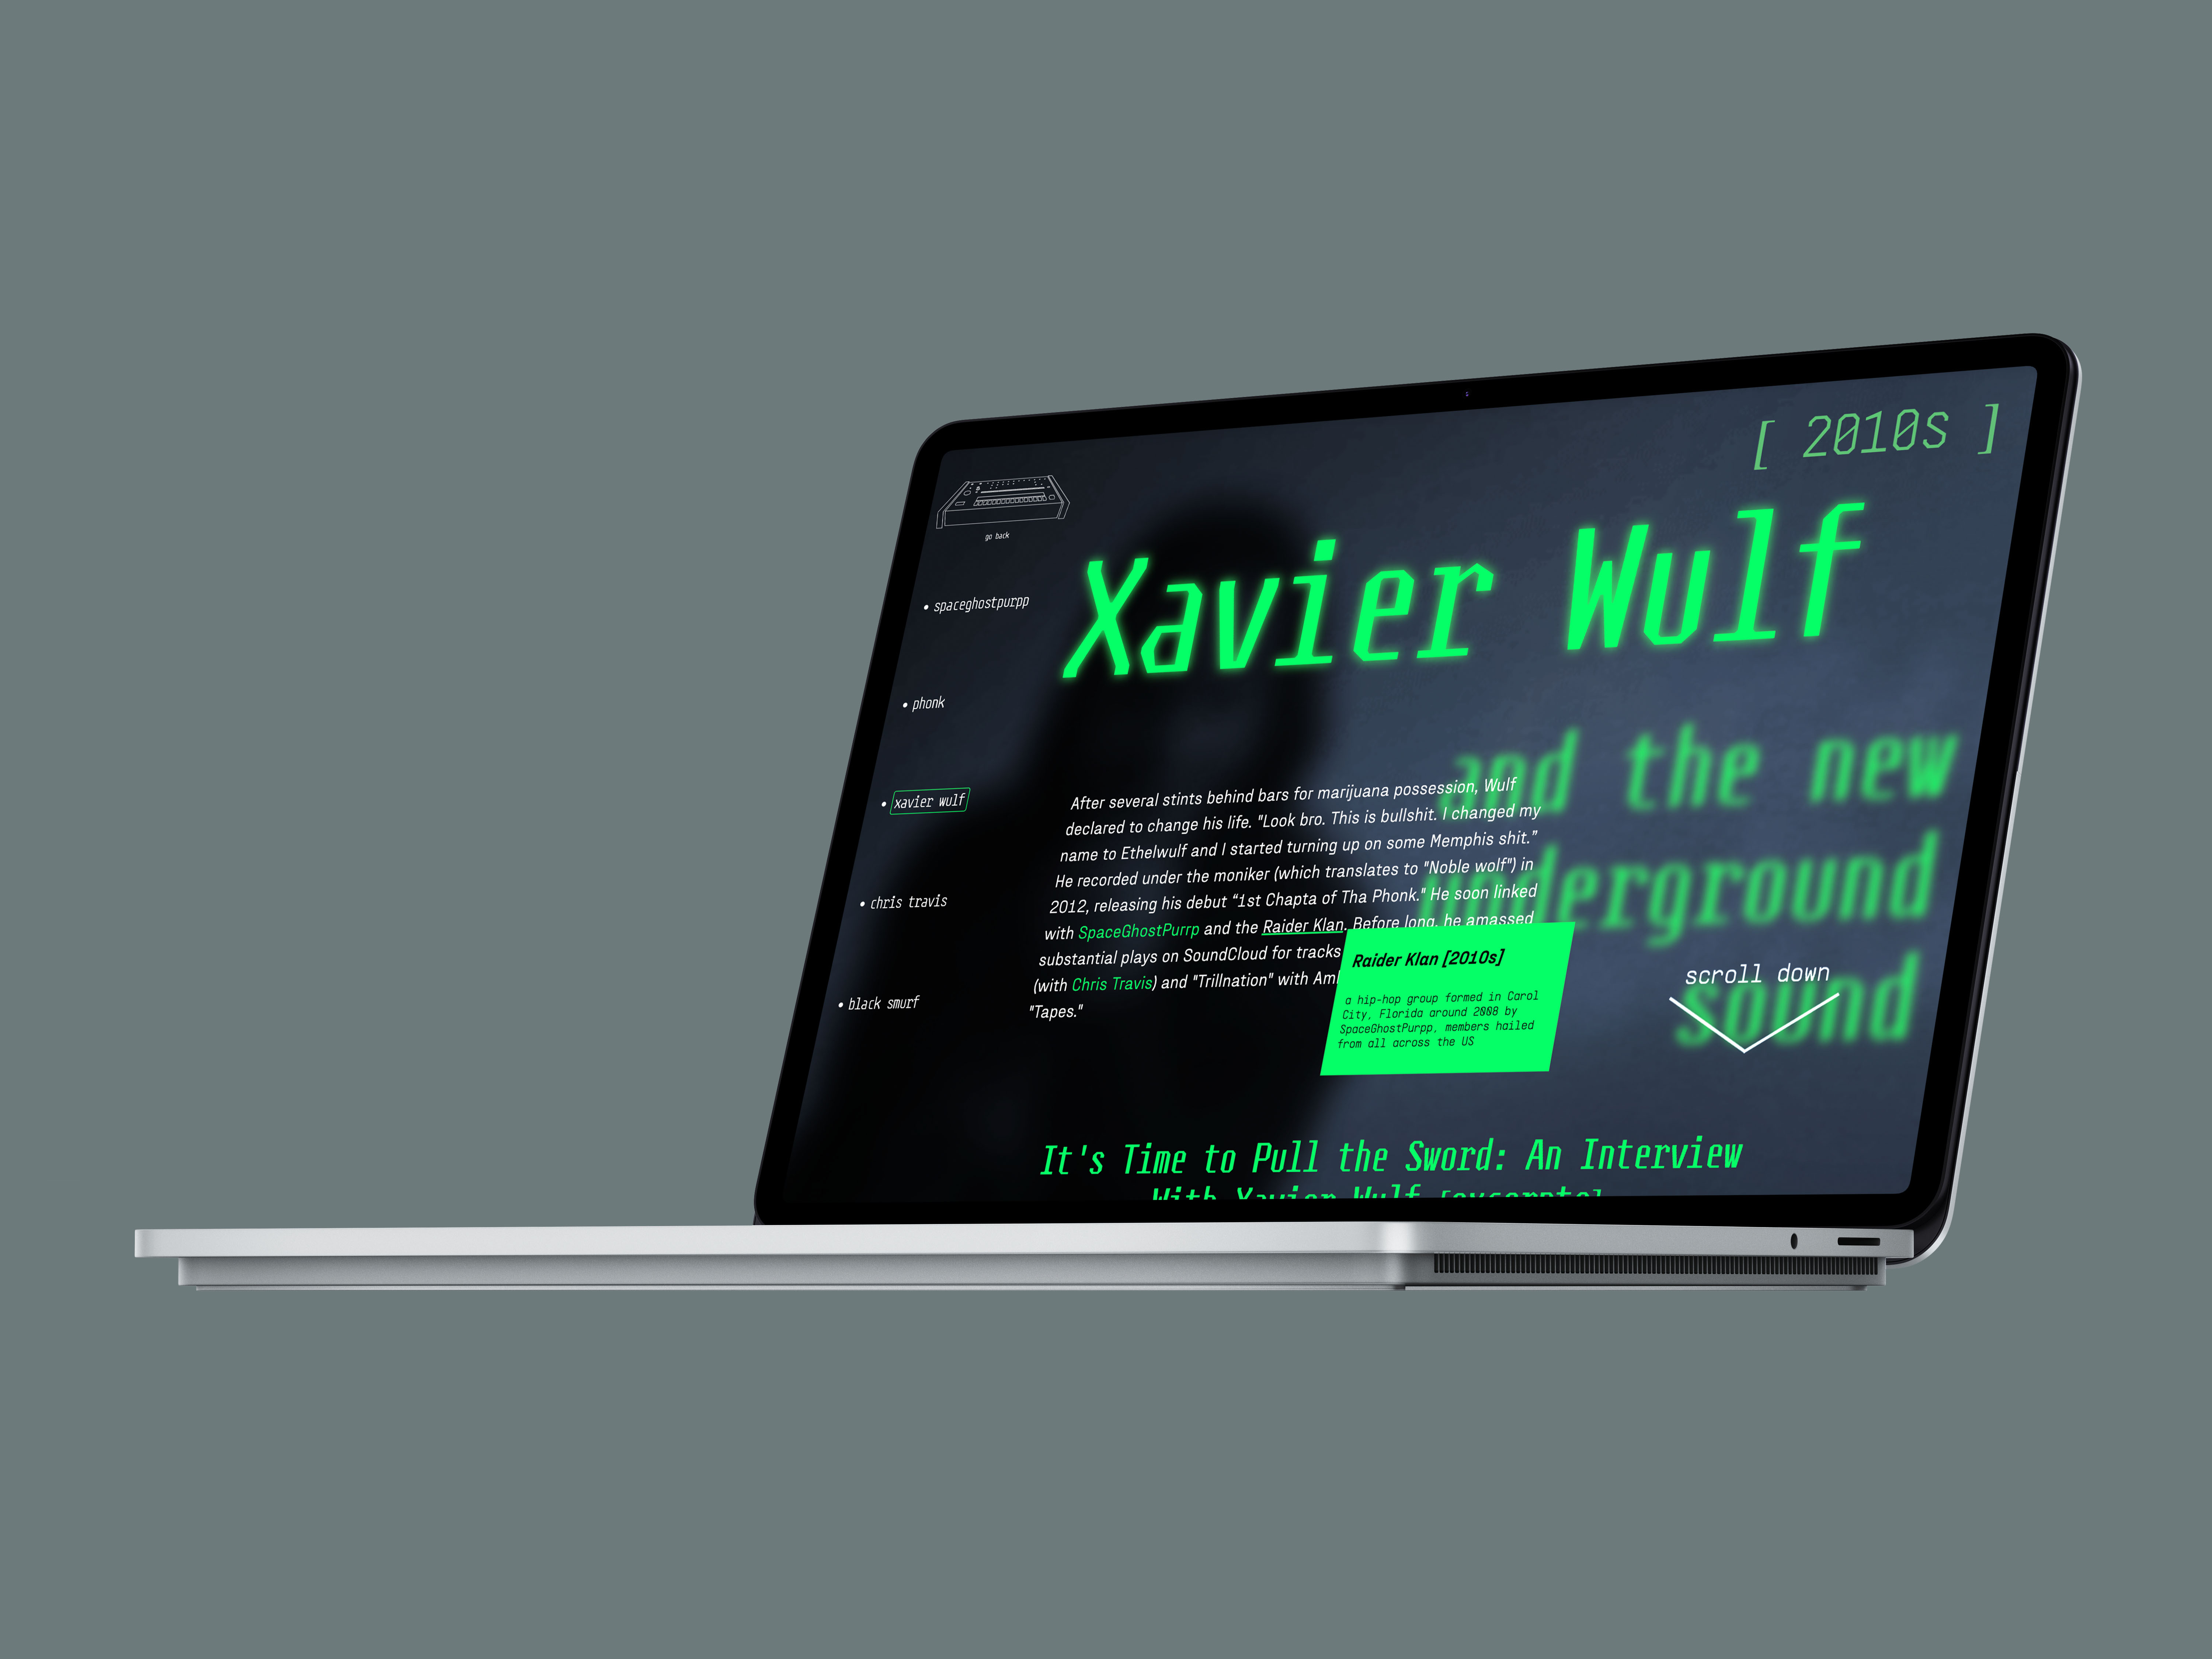 [ 2010s ]
go back
Xavier Wulf
and the new
underground
sound
• spaceghostpurpp
• phonk
• xavier wulf
• chris travis
• black smurf
After several stints behind bars for marijuana possession, Wulf
declared to change his life. "Look bro. This is bullshit. I changed my
name to Ethelwulf and I started turning up on some Memphis shit.”
He recorded under the moniker (which translates to "Noble wolf") in
2012, releasing his debut “1st Chapta of Tha Phonk." He soon linked
with SpaceGhostPurrp and the Raider Klan. Before long, he amassed
substantial plays on SoundCloud for tracks
(with Chris Travis) and "Trillnation" with
"Tapes."
Raider Klan [2010s]
a hip-hop group formed in Carol
City, Florida around 2008 by
SpaceGhostPurpp, members hailed
from all across the US
scroll down
It's Time to Pull the Sword: An Interview
With Xavier Wulf [excerpts]